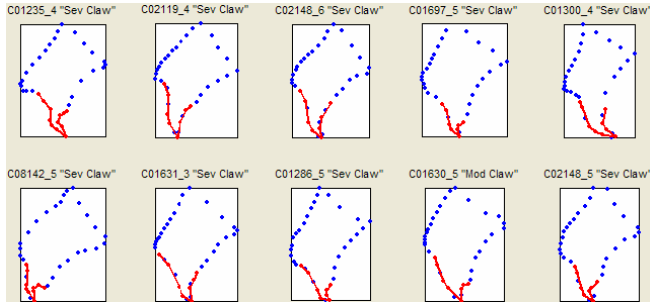 C01235_4 "Sev Claw" C02119_4 "Sev Claw" C02148_6 "Sev Claw" C01697_5 "Sev Claw" C01300_4 "Sev Claw"
C08142_5 "Sev Claw" C01631_3 "Sev Claw" C01286_5 "Sev Claw" C01630_5 "Mod Claw" C02148_5 "Sev Claw"